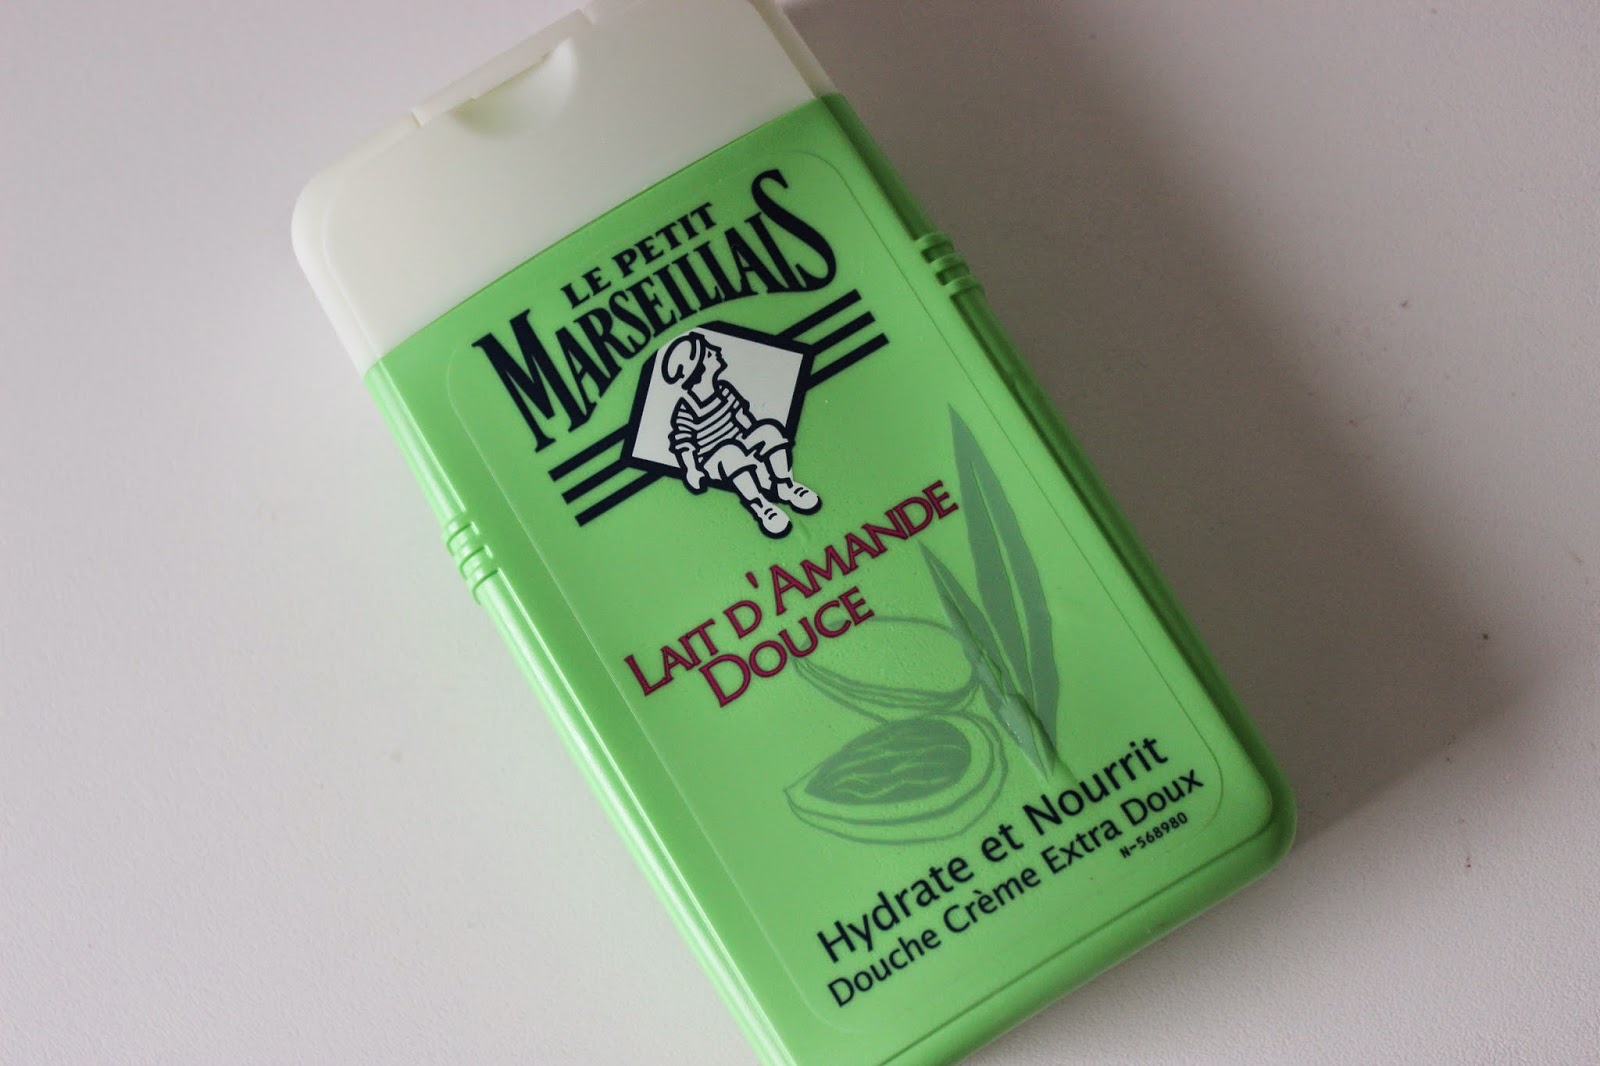 LE PETIT
MARSEILLAIS
LAIT D'AMANDE
DOUCE
Hydrate et Nourrit
Douche Crème Extra Doux
N-568980